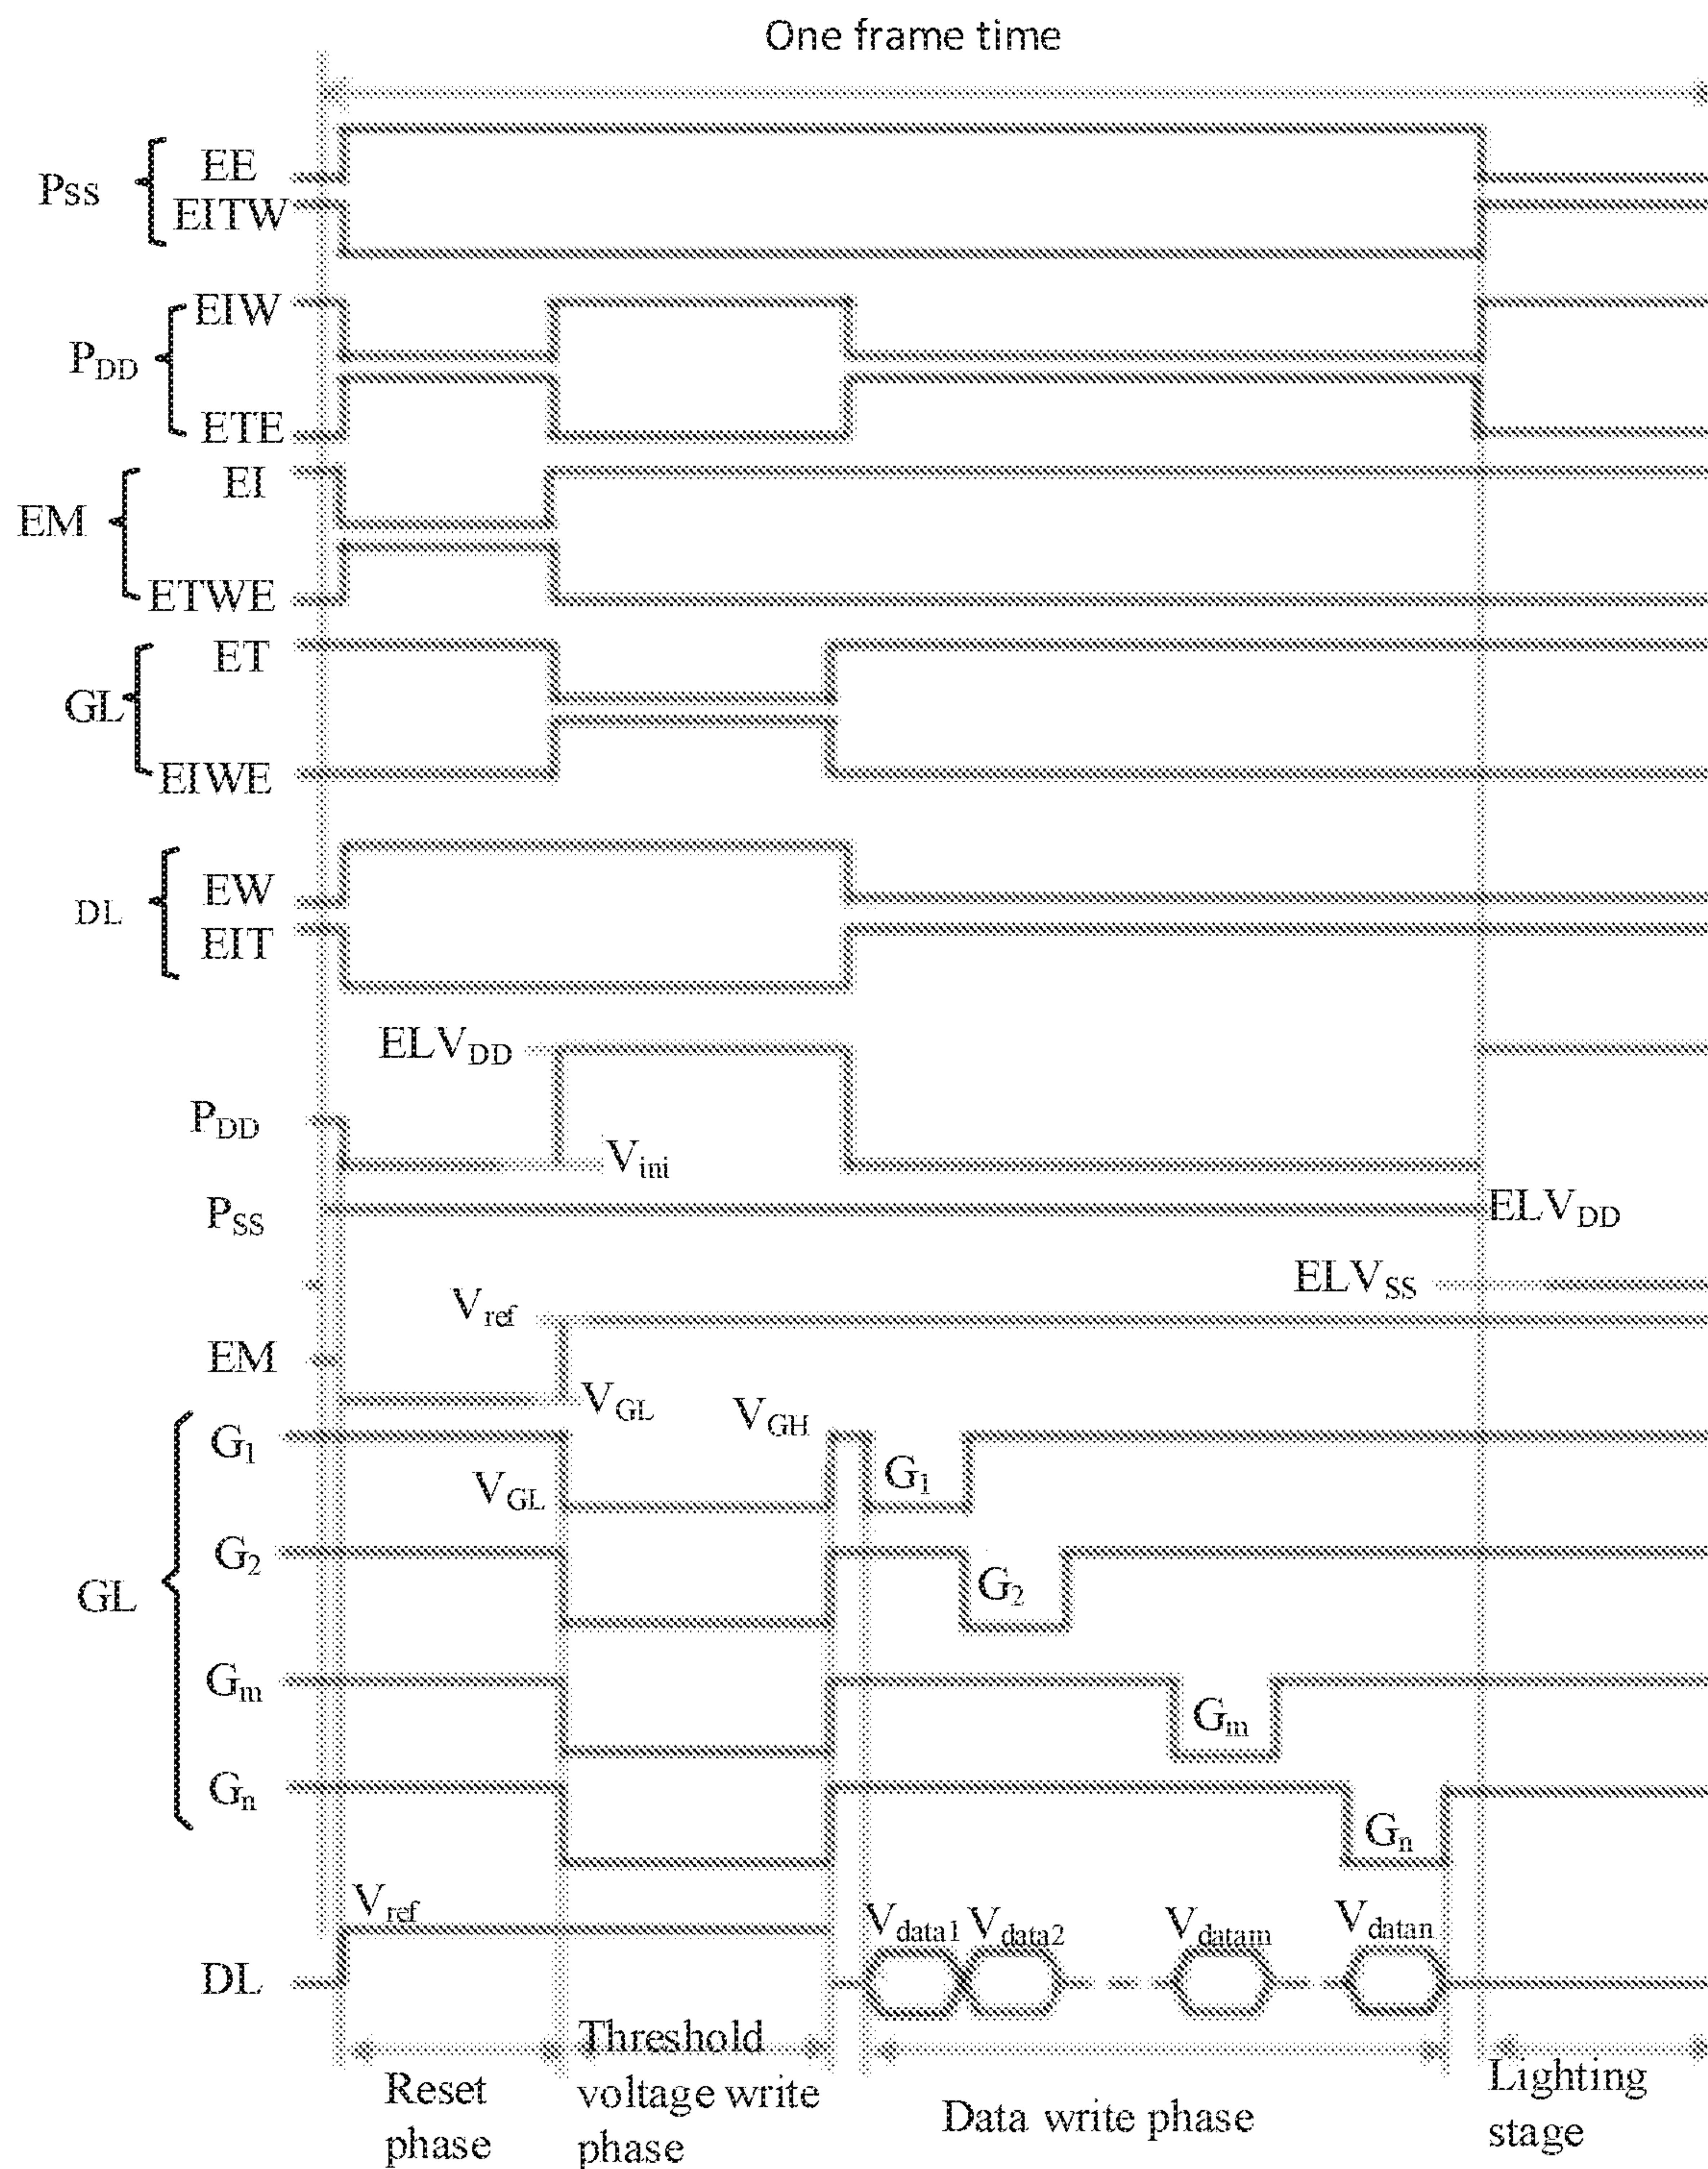 One frame time
PSS
EE
EITW
PDD
EIW
ETE
EM
EI
ETWE
GL
ET
EIWE
DL
EW
EIT
ELVDD
PDD
Vini
PSS
ELVDD
ELVSS
Vref
EM
VGL
VGH
G1
G1
VGL
G2
G2
GL
Gm
Gm
Gn
Gn
Vref
Vdata1 Vdata2 Vdatam Vdatan
DL
Reset
phase
Threshold
voltage write
phase
Data write phase
Lighting
stage